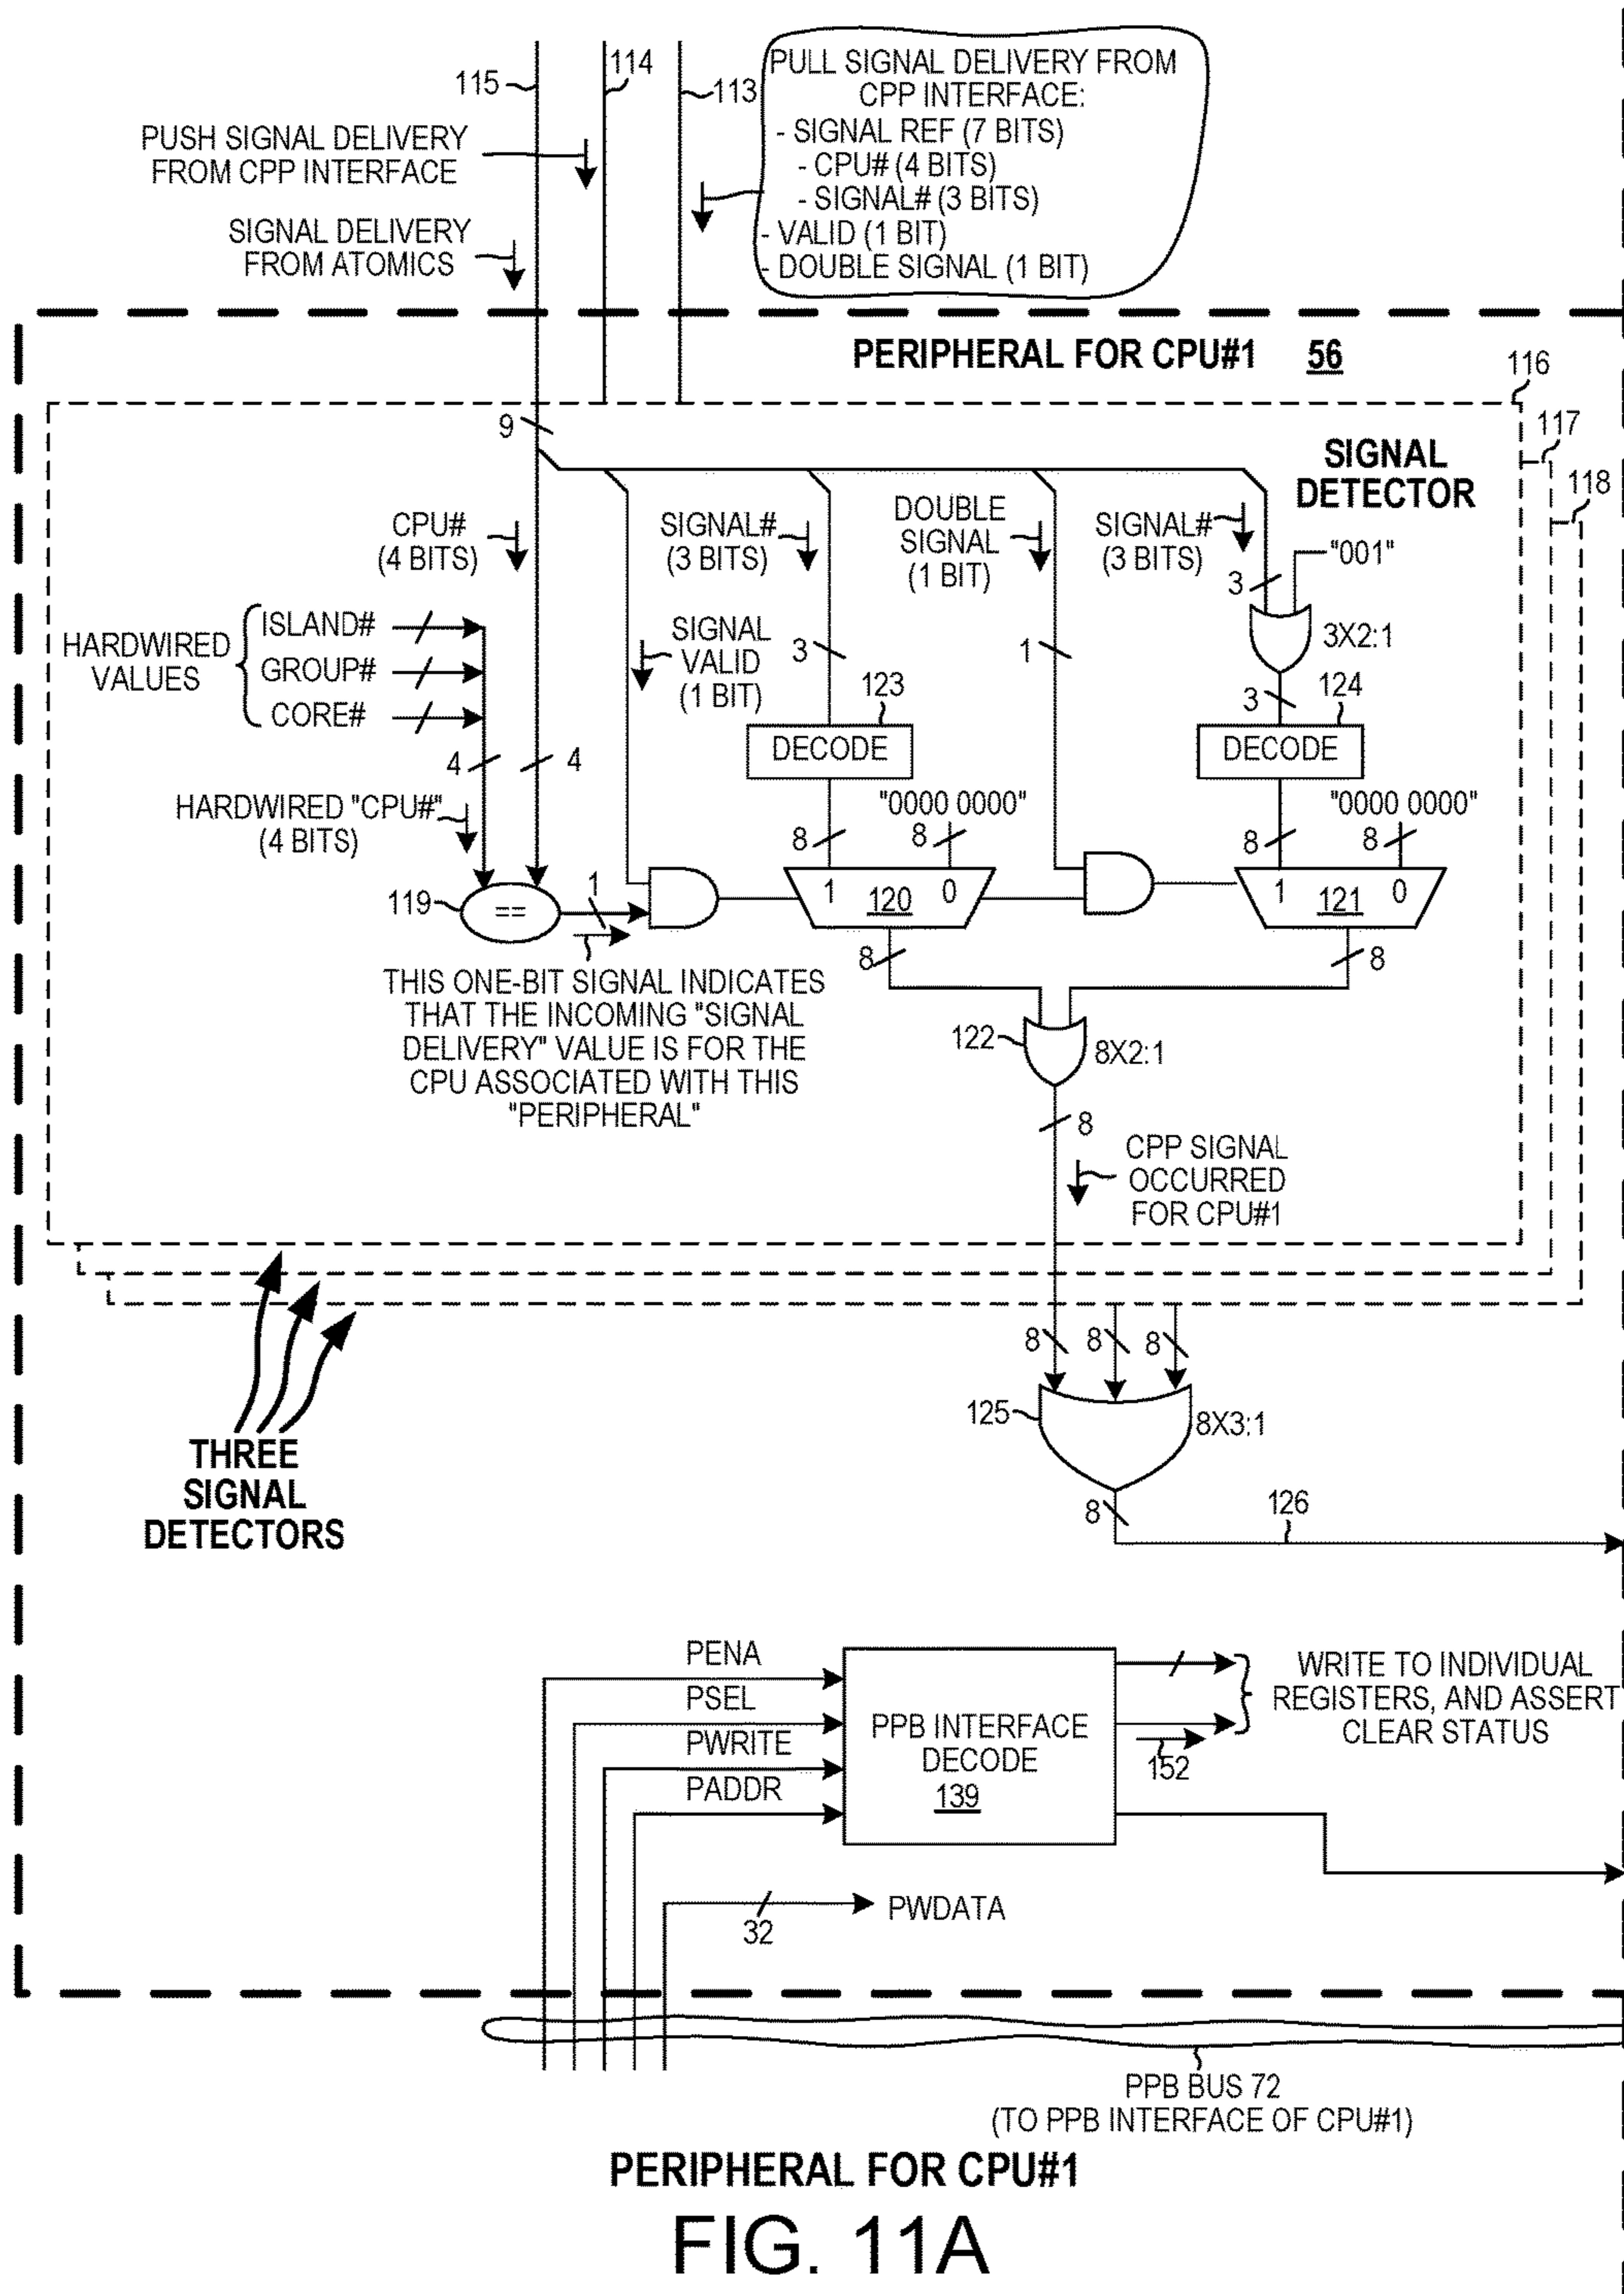 115
114
113
PULL SIGNAL DELIVERY FROM
CPP INTERFACE:
- SIGNAL REF (7 BITS)
- CPU# (4 BITS)
- SIGNAL# (3 BITS)
- VALID (1 BIT)
- DOUBLE SIGNAL (1 BIT)
PUSH SIGNAL DELIVERY
FROM CPP INTERFACE
SIGNAL DELIVERY
FROM ATOMICS
PERIPHERAL FOR CPU#1 56
116
117
118
9
SIGNAL
DETECTOR
CPU#
(4 BITS)
SIGNAL#
(3 BITS)
DOUBLE
SIGNAL
(1 BIT)
SIGNAL#
(3 BITS)
"001"
3
3X2:1
HARDWIRED
VALUES
ISLAND#
GROUP#
CORE#
SIGNAL
VALID
(1 BIT)
3
1
3
123
124
DECODE
DECODE
4
4
HARDWIRED "CPU#"
(4 BITS)
"0000 0000"
"0000 0000"
8
8
8
8
119
==
1
1
120
0
1
121
0
8
8
THIS ONE-BIT SIGNAL INDICATES
THAT THE INCOMING "SIGNAL
DELIVERY" VALUE IS FOR THE
CPU ASSOCIATED WITH THIS
"PERIPHERAL"
122
8X2:1
8
CPP SIGNAL
OCCURRED
FOR CPU#1
8
8
8
125
8X3:1
THREE
SIGNAL
DETECTORS
8
126
PENA
PSEL
PWRITE
PADDR
PPB INTERFACE
DECODE
139
WRITE TO INDIVIDUAL
REGISTERS, AND ASSERT
CLEAR STATUS
152
32
PWDATA
PPB BUS 72
(TO PPB INTERFACE OF CPU#1)
PERIPHERAL FOR CPU#1
FIG. 11A